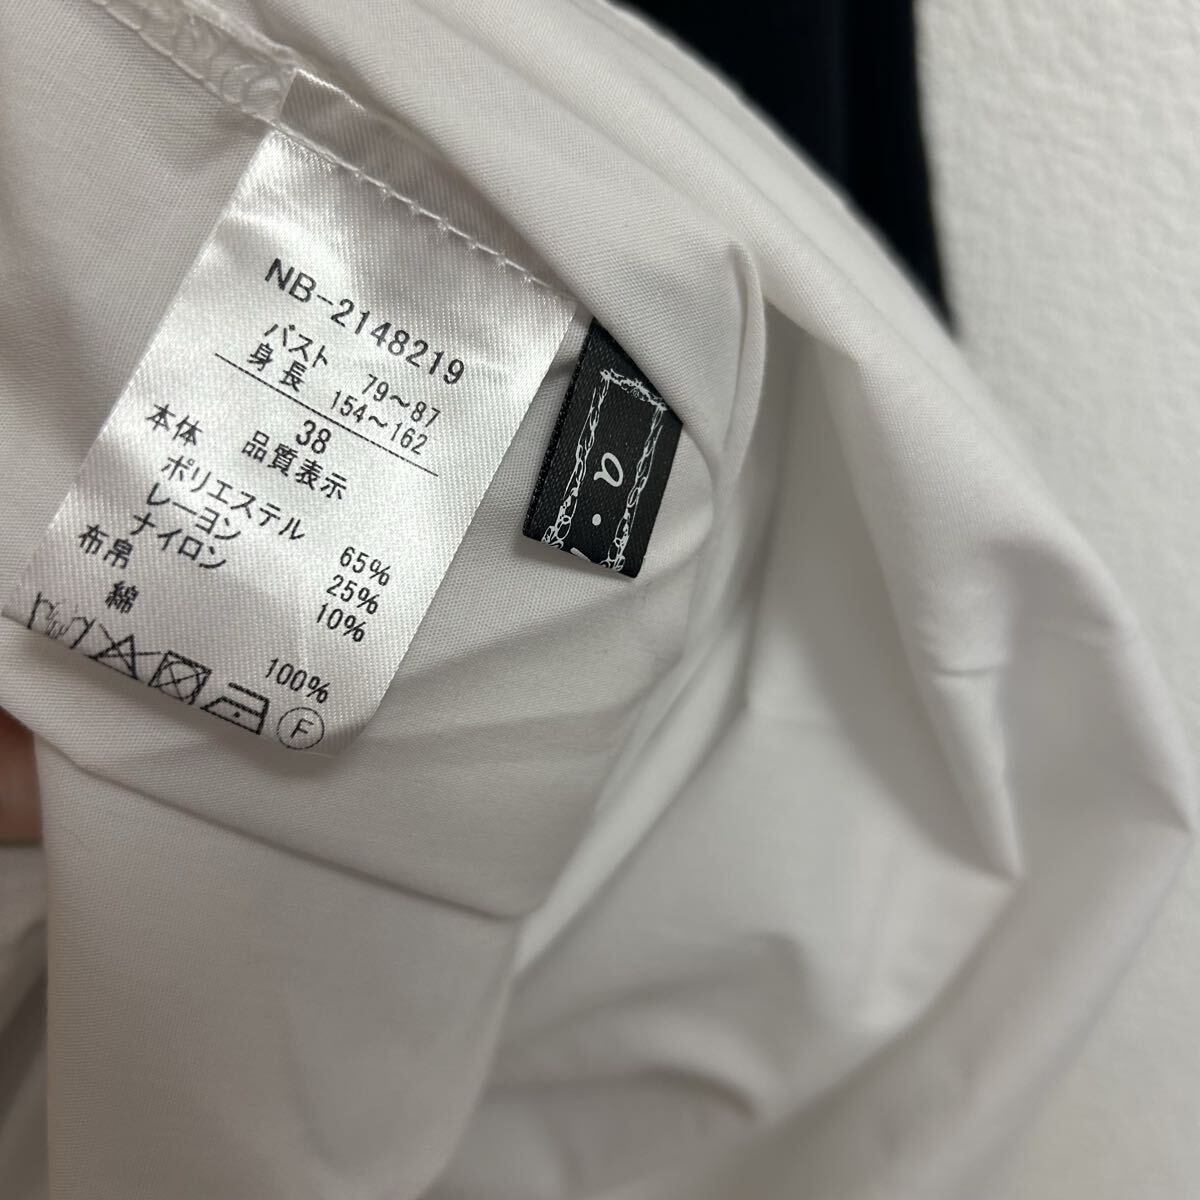 NB-2148219
バスト 79～87
身長 154～162
38
品質表示
本体
ポリエステル 65%
レーヨン 25%
ナイロン 10%
布帛
綿 100%
F
a.